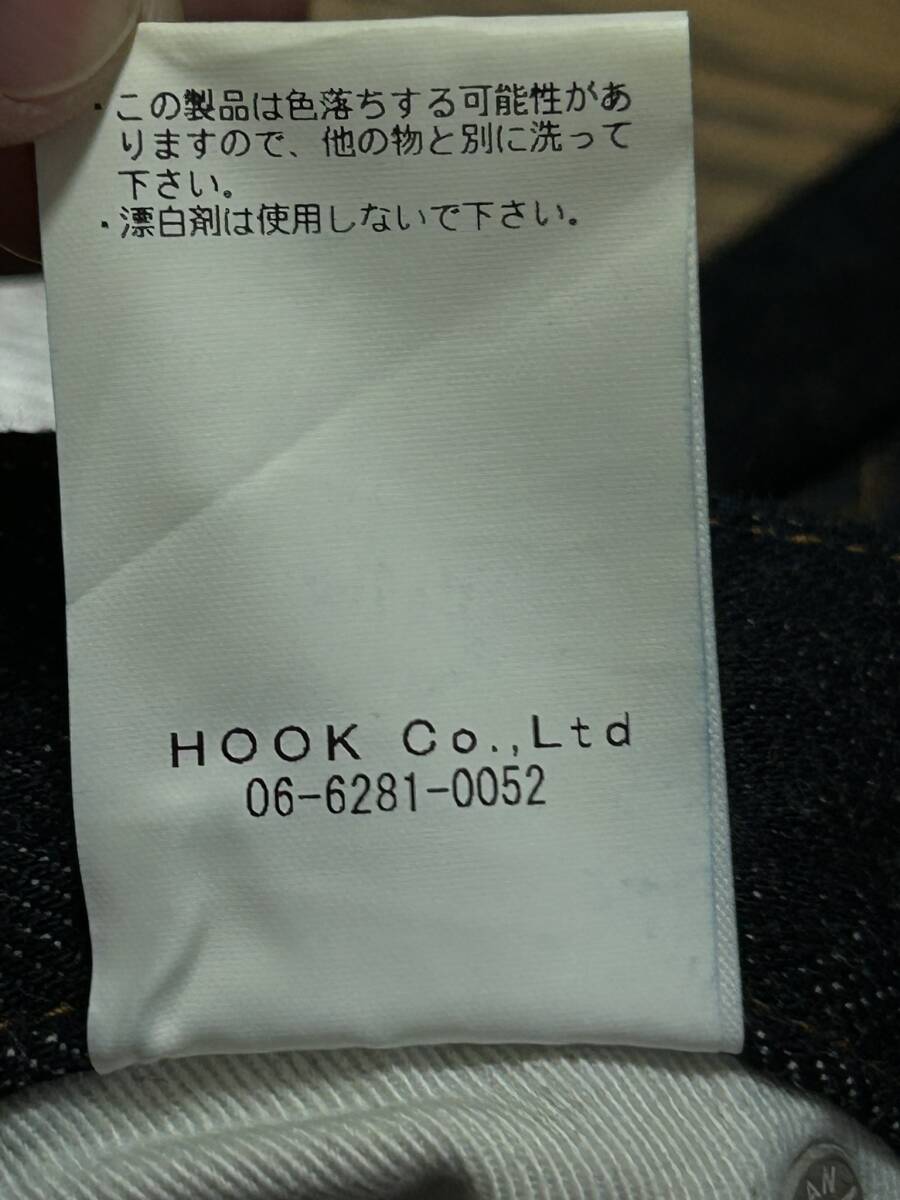 ・この製品は色落ちする可能性があ
りますので、他の物と別に洗って
下さい。
・漂白剤は使用しないで下さい。
HOOK Co.,Ltd
06-6281-0052